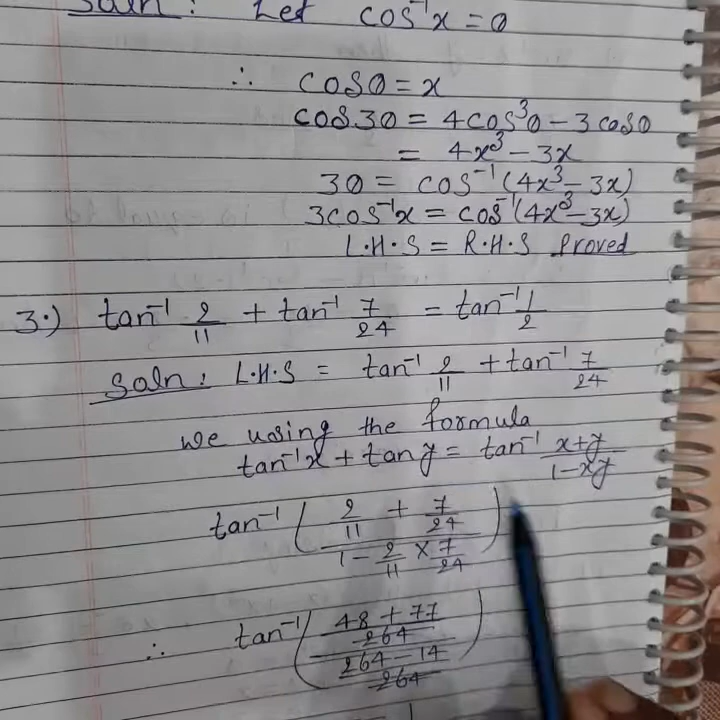 Soln: Let cos⁻¹x = θ
∴ cosθ = x
cos3θ = 4cos³θ - 3cosθ
= 4x³ - 3x
3θ = cos⁻¹(4x³ - 3x)
3cos⁻¹x = cos⁻¹(4x³ - 3x)
L.H.S = R.H.S Proved
3.) tan⁻¹ 2/11 + tan⁻¹ 7/24 = tan⁻¹ 1/2
Soln: L.H.S = tan⁻¹ 2/11 + tan⁻¹ 7/24
we using the formula
tan⁻¹x + tan y = tan⁻¹ (x+y)/(1-xy)
tan⁻¹((2/11 + 7/24)/(1 - 2/11 × 7/24))
∴ tan⁻¹(((48+77)/264)/((264-14)/264))